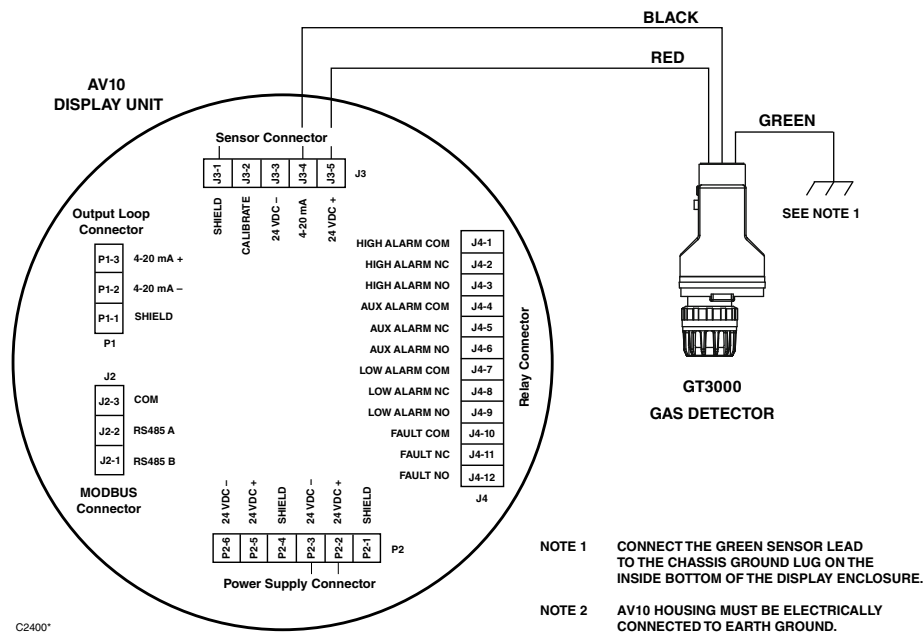 BLACK
RED
GREEN
AV10
DISPLAY UNIT
Sensor Connector
J3-1
J3-2
J3-3
J3-4
J3-5
J3
SHIELD
CALIBRATE
24 VDC –
4-20 mA
24 VDC +
SEE NOTE 1
Output Loop
Connector
P1-3 4-20 mA +
P1-2 4-20 mA –
P1-1 SHIELD
P1
HIGH ALARM COM J4-1
HIGH ALARM NC J4-2
HIGH ALARM NO J4-3
AUX ALARM COM J4-4
AUX ALARM NC J4-5
AUX ALARM NO J4-6
LOW ALARM COM J4-7
LOW ALARM NC J4-8
LOW ALARM NO J4-9
FAULT COM J4-10
FAULT NC J4-11
FAULT NO J4-12
J4
Relay Connector
GT3000
GAS DETECTOR
J2
J2-3 COM
J2-2 RS485 A
J2-1 RS485 B
MODBUS
Connector
24 VDC –
24 VDC +
SHIELD
24 VDC –
24 VDC +
SHIELD
P2-6
P2-5
P2-4
P2-3
P2-2
P2-1
P2
Power Supply Connector
NOTE 1 CONNECT THE GREEN SENSOR LEAD
TO THE CHASSIS GROUND LUG ON THE
INSIDE BOTTOM OF THE DISPLAY ENCLOSURE.
NOTE 2 AV10 HOUSING MUST BE ELECTRICALLY
CONNECTED TO EARTH GROUND.
C2400*